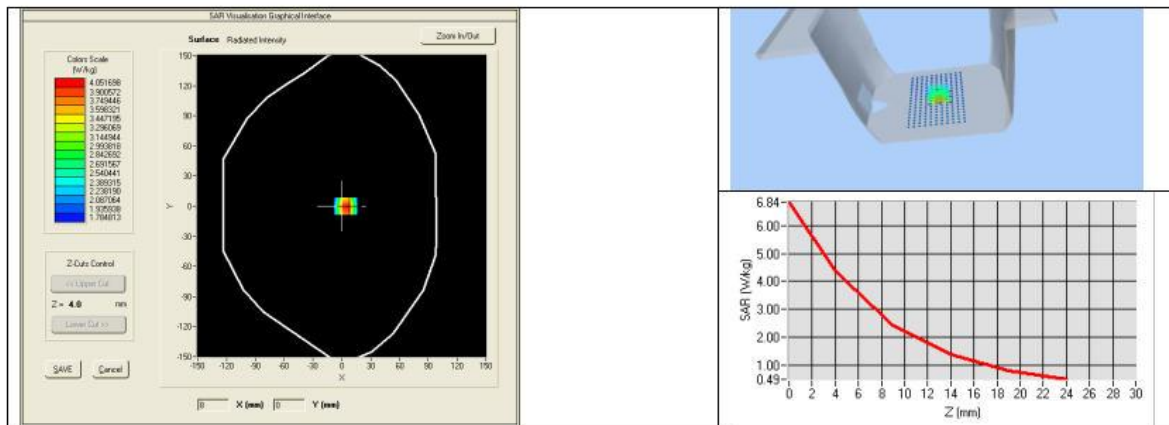 SAR Visualisation Graphical Interface
Surface Radiated Intensity
Zoom In/Out
Colors Scale
(W/kg)
4.051698
3.900572
3.749446
3.598321
3.447195
3.296069
3.144944
2.993818
2.842692
2.691567
2.540441
2.389315
2.238190
2.087064
1.935938
1.784813
Z-Cuts Control
<< Upper Cut
Z = 4.0 mm
Lower Cut >>
SAVE Cancel
150
120
90
60
30
Y 0
-30
-60
-90
-120
-150
-150 -120 -90 -60 -30 0 30 60 90 120 150
X
0 X (mm) 0 Y (mm)
6.84
6.00
5.00
4.00
3.00
2.00
1.00
0.49
SAR (W/kg)
0 2 4 6 8 10 12 14 16 18 20 22 24 26 28 30
Z (mm)